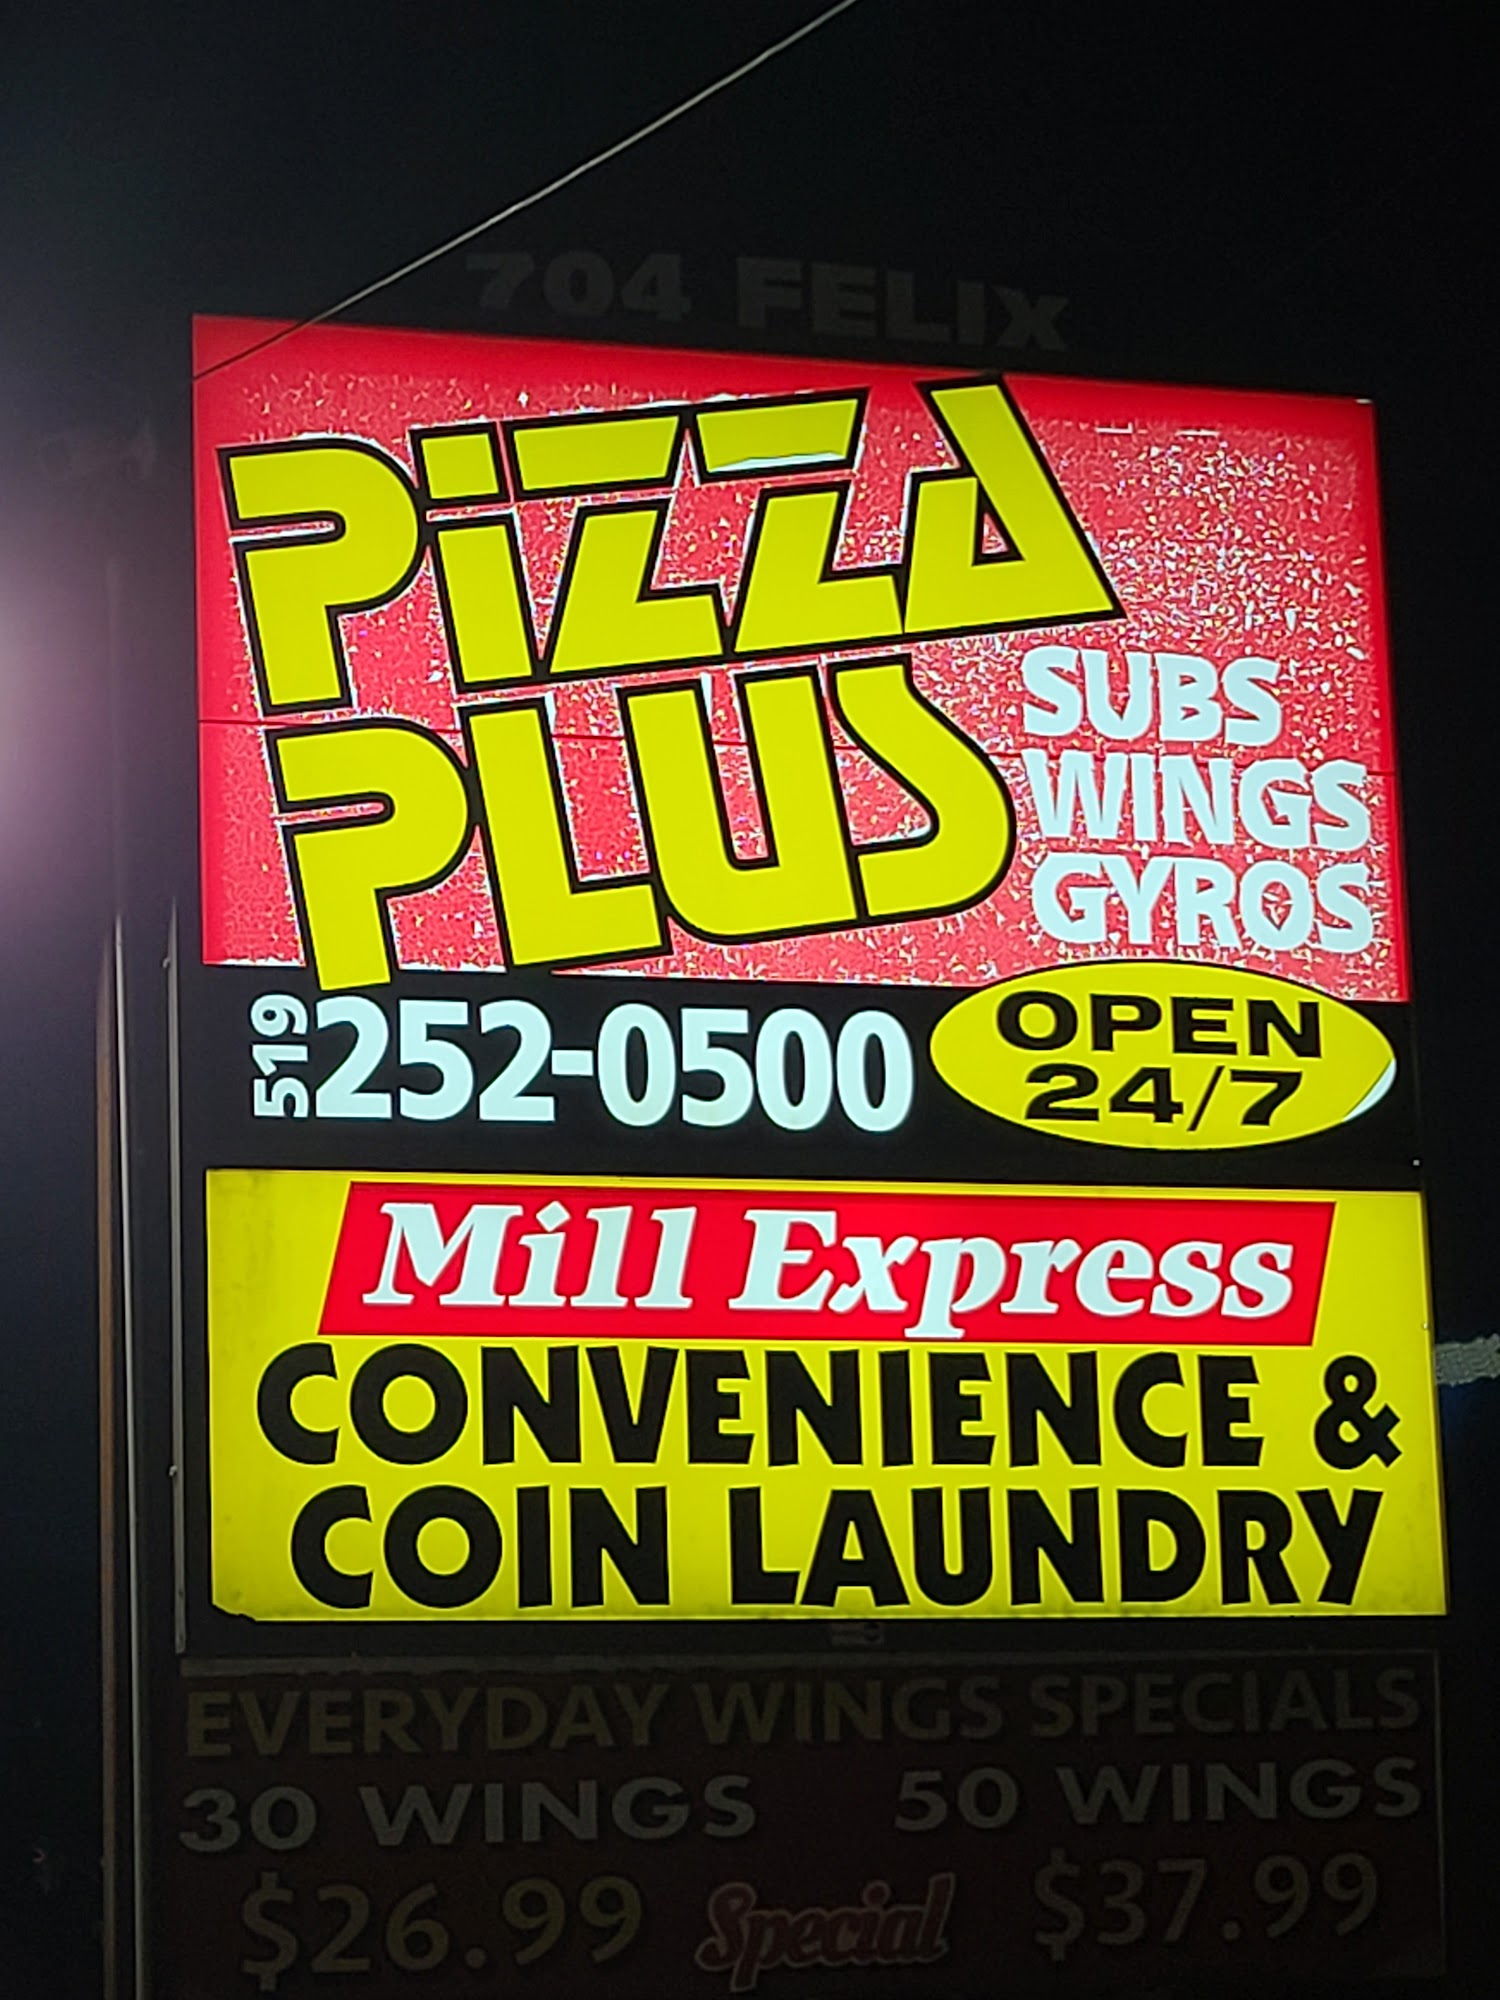 704 FELIX
PIZZA
PLUS
SUBS
WINGS
GYROS
519 252-0500
OPEN
24/7
Mill Express
CONVENIENCE &
COIN LAUNDRY
EVERYDAY WINGS SPECIALS
30 WINGS 50 WINGS
$26.99 Special $37.99